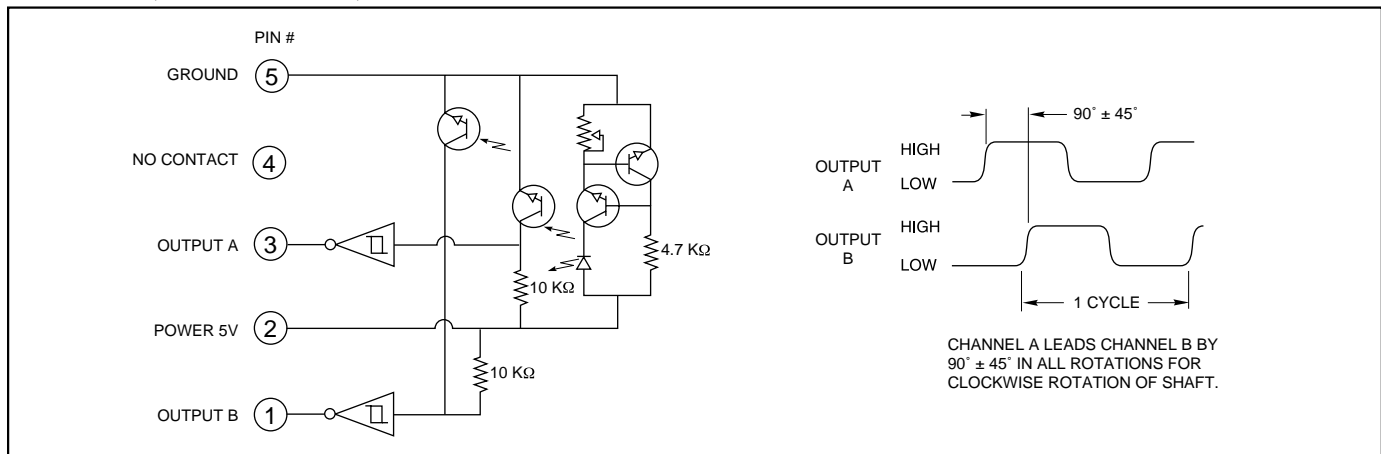 PIN #
GROUND 5
NO CONTACT 4
OUTPUT A 3
POWER 5V 2
OUTPUT B 1
4.7 KΩ
10 KΩ
10 KΩ
90˚ ± 45˚
OUTPUT
A
HIGH
LOW
OUTPUT
B
HIGH
LOW
1 CYCLE
CHANNEL A LEADS CHANNEL B BY
90˚ ± 45˚ IN ALL ROTATIONS FOR
CLOCKWISE ROTATION OF SHAFT.